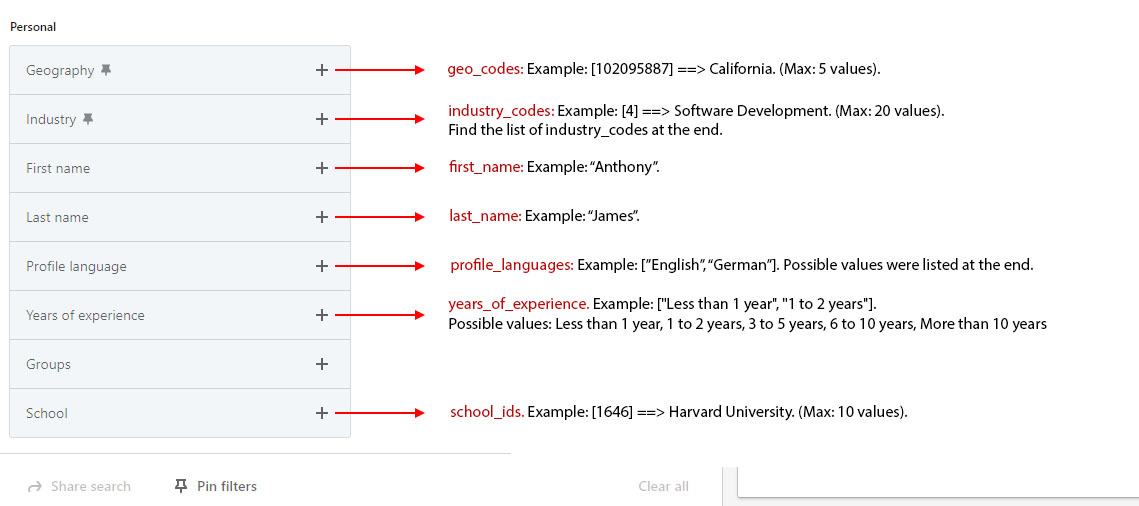 Personal
Geography
geo_codes: Example: [102095887] ==> California. (Max: 5 values).
Industry
industry_codes: Example: [4] ==> Software Development. (Max: 20 values).
Find the list of industry_codes at the end.
First name
first_name: Example: “Anthony”.
Last name
last_name: Example: “James”.
Profile language
profile_languages: Example: [”English”, “German”]. Possible values were listed at the end.
Years of experience
years_of_experience. Example: ["Less than 1 year", "1 to 2 years"].
Possible values: Less than 1 year, 1 to 2 years, 3 to 5 years, 6 to 10 years, More than 10 years
Groups
School
school_ids. Example: [1646] ==> Harvard University. (Max: 10 values).
Share search
Pin filters
Clear all